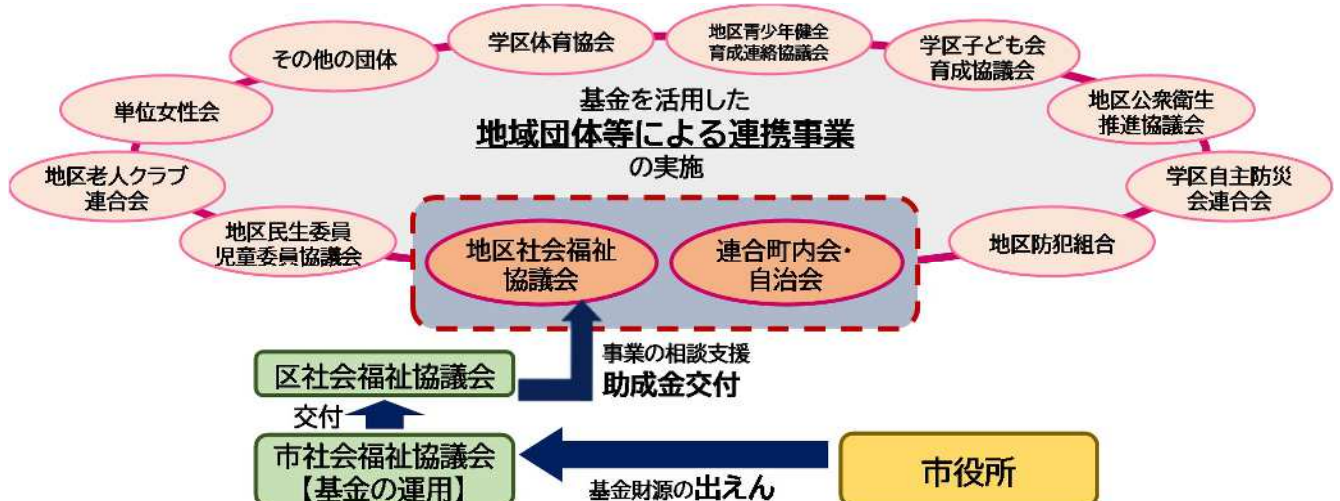 学区体育協会
地区青少年健全
育成連絡協議会
その他の団体
学区子ども会
育成協議会
単位女性会
地区公衆衛生
推進協議会
基金を活用した
地域団体等による連携事業
の実施
地区老人クラブ
連合会
学区自主防災
会連合会
地区民生委員
児童委員協議会
地区社会福祉
協議会
連合町内会・
自治会
地区防犯組合
事業の相談支援
助成金交付
区社会福祉協議会
交付
市社会福祉協議会
【基金の運用】
市役所
基金財源の出えん